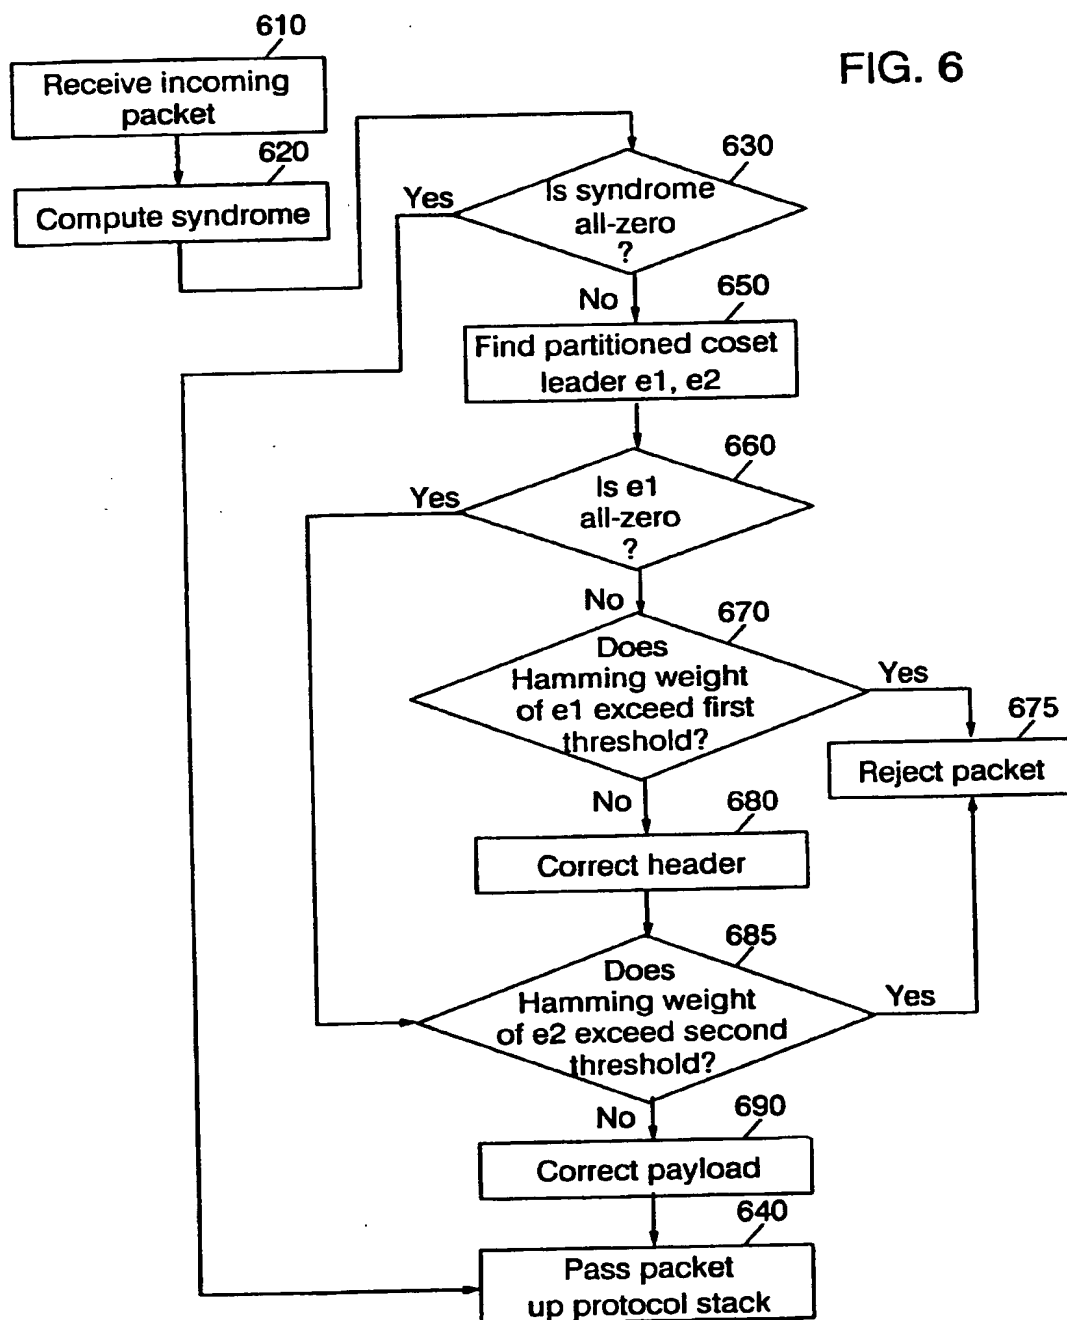 FIG. 6
610
Receive incoming
packet
620
Compute syndrome
630
Is syndrome
all-zero
?
Yes
No
650
Find partitioned coset
leader e1, e2
660
Is e1
all-zero
?
Yes
No
670
Does
Hamming weight
of e1 exceed first
threshold?
Yes
675
Reject packet
No
680
Correct header
685
Does
Hamming weight
of e2 exceed second
threshold?
Yes
No
690
Correct payload
640
Pass packet
up protocol stack